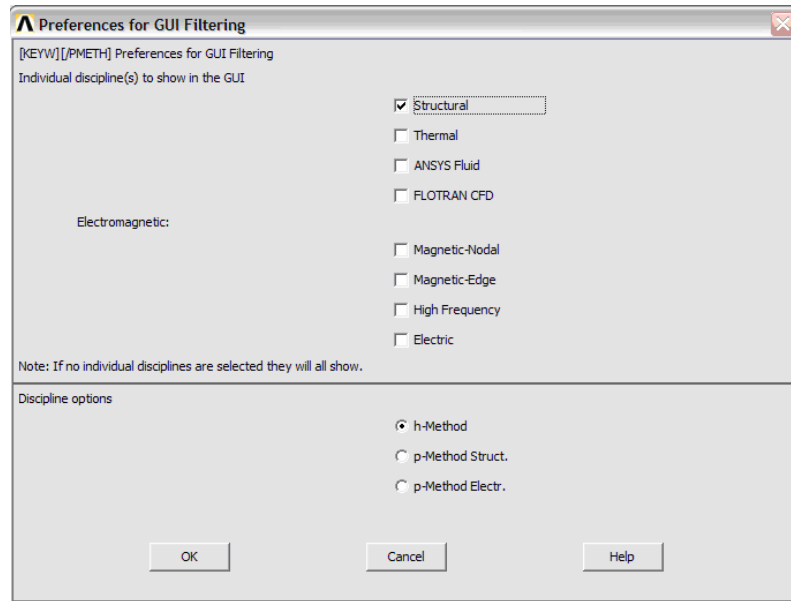 Preferences for GUI Filtering
[KEYW][/PMETH] Preferences for GUI Filtering
Individual discipline(s) to show in the GUI
Structural
Thermal
ANSYS Fluid
FLOTRAN CFD
Electromagnetic:
Magnetic-Nodal
Magnetic-Edge
High Frequency
Electric
Note: If no individual disciplines are selected they will all show.
Discipline options
h-Method
p-Method Struct.
p-Method Electr.
OK Cancel Help